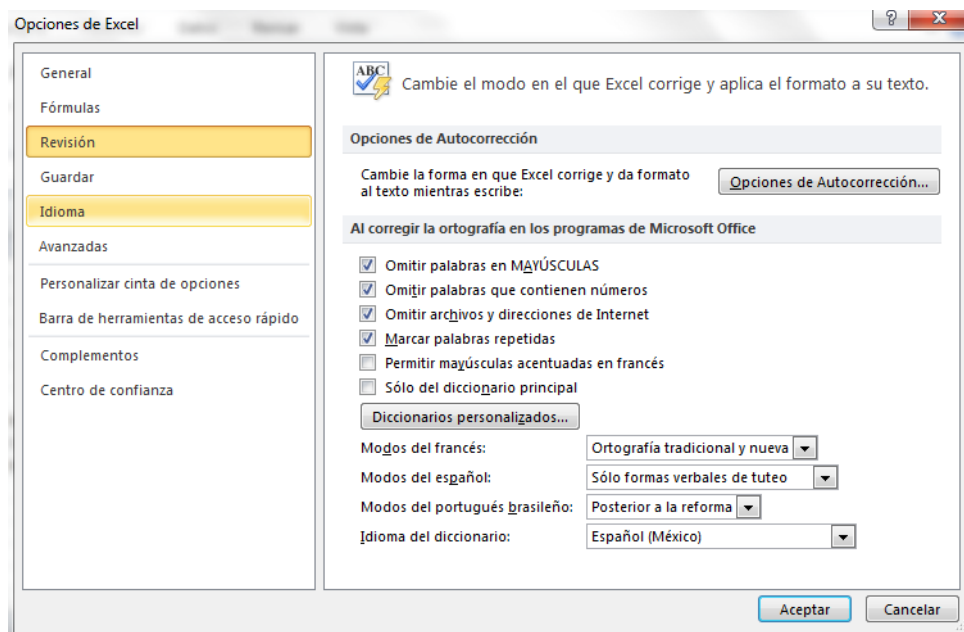 Opciones de Excel
General
Fórmulas
Revisión
Guardar
Idioma
Avanzadas
Personalizar cinta de opciones
Barra de herramientas de acceso rápido
Complementos
Centro de confianza
ABC
Cambie el modo en el que Excel corrige y aplica el formato a su texto.
Opciones de Autocorrección
Cambie la forma en que Excel corrige y da formato
al texto mientras escribe:
Opciones de Autocorrección...
Al corregir la ortografía en los programas de Microsoft Office
Omitir palabras en MAYÚSCULAS
Omitir palabras que contienen números
Omitir archivos y direcciones de Internet
Marcar palabras repetidas
Permitir mayúsculas acentuadas en francés
Sólo del diccionario principal
Diccionarios personalizados...
Modos del francés: Ortografía tradicional y nueva
Modos del español: Sólo formas verbales de tuteo
Modos del portugués brasileño: Posterior a la reforma
Idioma del diccionario: Español (México)
Aceptar Cancelar